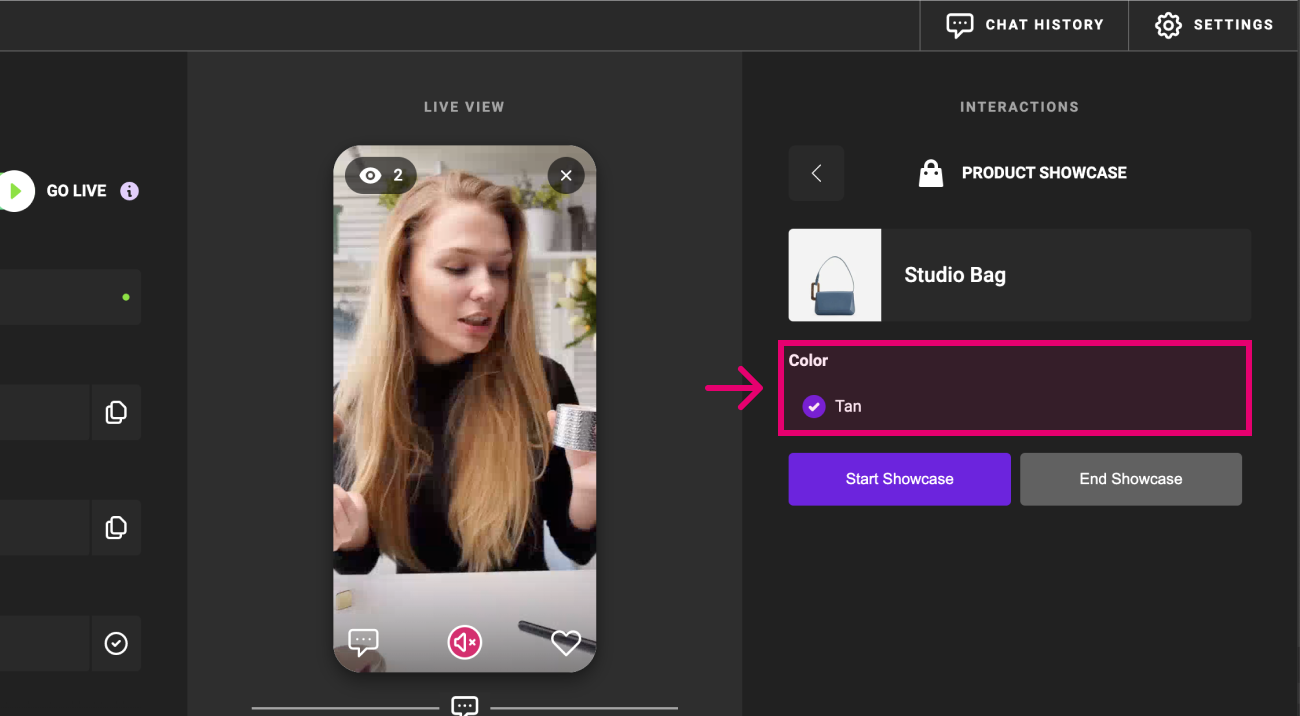 CHAT HISTORY
SETTINGS
LIVE VIEW
INTERACTIONS
2
GO LIVE
i
PRODUCT SHOWCASE
Studio Bag
Color
Tan
Start Showcase
End Showcase